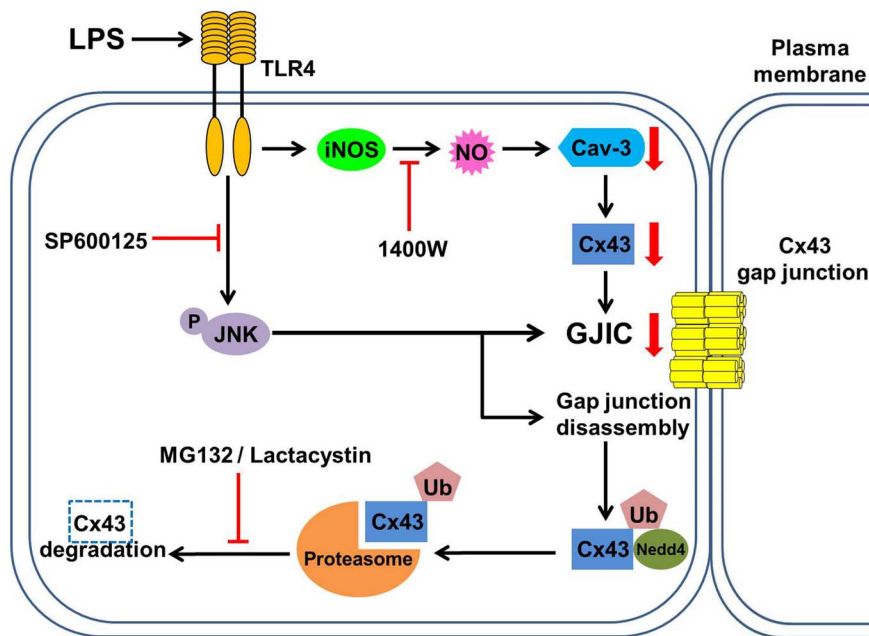 LPS
TLR4
Plasma
membrane
iNOS
NO
Cav-3
SP600125
1400W
Cx43
Cx43
gap junction
P
JNK
GJIC
Gap junction
disassembly
MG132 / Lactacystin
Ub
Cx43
Proteasome
Cx43
degradation
Ub
Cx43
Nedd4